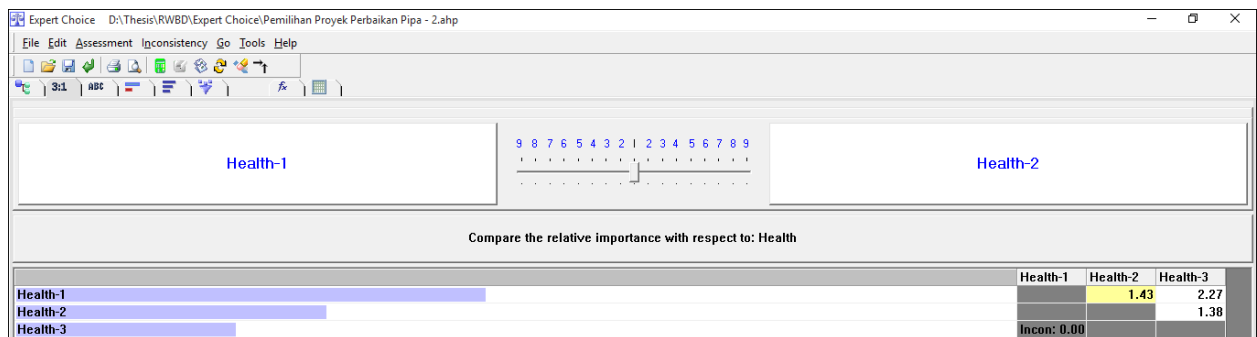 Expert Choice D:\Thesis\RWBD\Expert Choice\Pemilihan Proyek Perbaikan Pipa - 2.ahp
File Edit Assessment Inconsistency Go Tools Help
3:1 ABC fx
Health-1 9 8 7 6 5 4 3 2 1 2 3 4 5 6 7 8 9 Health-2
Compare the relative importance with respect to: Health
Health-1 Health-2 Health-3
Health-1 1.43 2.27
Health-2 1.38
Health-3 Incon: 0.00